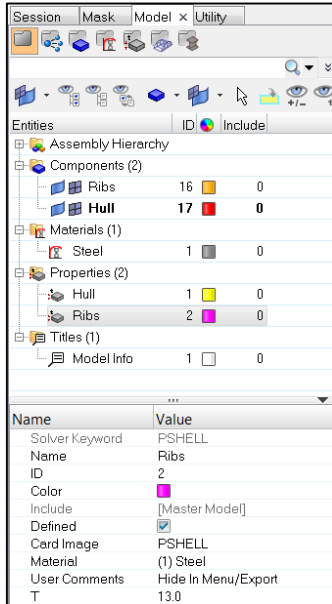 Session Mask Model × Utility
Entities ID Include
Assembly Hierarchy
Components (2)
Ribs 16 0
Hull 17 0
Materials (1)
Steel 1 0
Properties (2)
Hull 1 0
Ribs 2 0
Titles (1)
Model Info 1 0
Name Value
Solver Keyword PSHELL
Name Ribs
ID 2
Color
Include [Master Model]
Defined
Card Image PSHELL
Material (1) Steel
User Comments Hide In Menu/Export
T 13.0